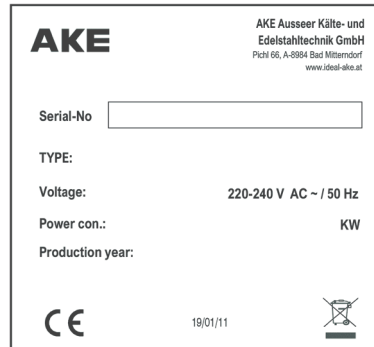 AKE
AKE Ausseer Kälte- und
Edelstahltechnik GmbH
Pichl 66, A-8984 Bad Mitterndorf
www.ideal-ake.at
Serial-No
TYPE:
Voltage: 220-240 V AC ~ / 50 Hz
Power con.: KW
Production year:
CE 19/01/11